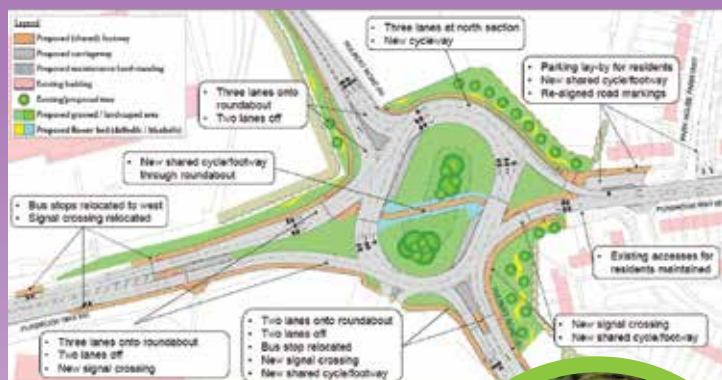 Legend
Proposed (shared) footway
Proposed carriageway
Proposed maintenance hard-standing
Existing building
Existing/proposed tree
Proposed grassed / landscaped area
Proposed flower bed (daffodils / bluebells)
• Three lanes at north section
• New cycleway
• Parking lay-by for residents
• New shared cycle/footway
• Re-aligned road markings
• Three lanes onto
roundabout
• Two lanes off
• New shared cycle/footway
through roundabout
• Bus stops relocated to west
• Signal crossing relocated
• Existing accesses for
residents maintained
• Three lanes onto roundabout
• Two lanes off
• New signal crossing
• Two lanes onto roundabout
• Two lanes off
• Bus stop relocated
• New signal crossing
• New shared cycle/footway
• New signal crossing
• New shared cycle/footway